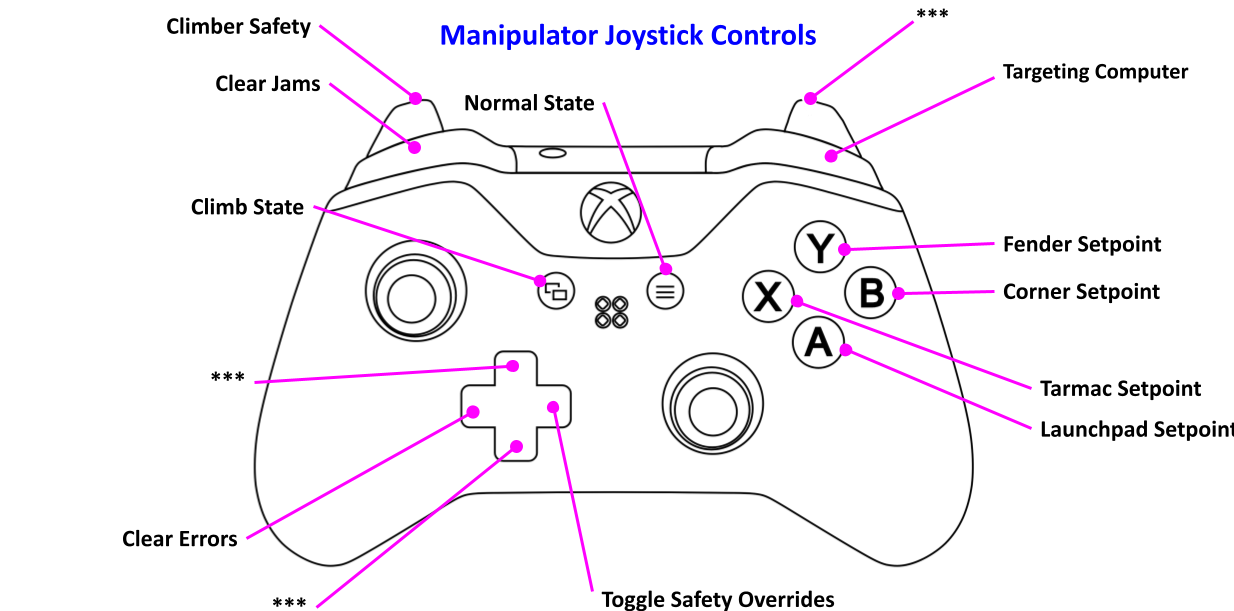 Climber Safety
Manipulator Joystick Controls
***
Clear Jams
Normal State
Targeting Computer
Climb State
Y
Fender Setpoint
X
B
Corner Setpoint
A
***
Tarmac Setpoint
Launchpad Setpoint
Clear Errors
***
Toggle Safety Overrides